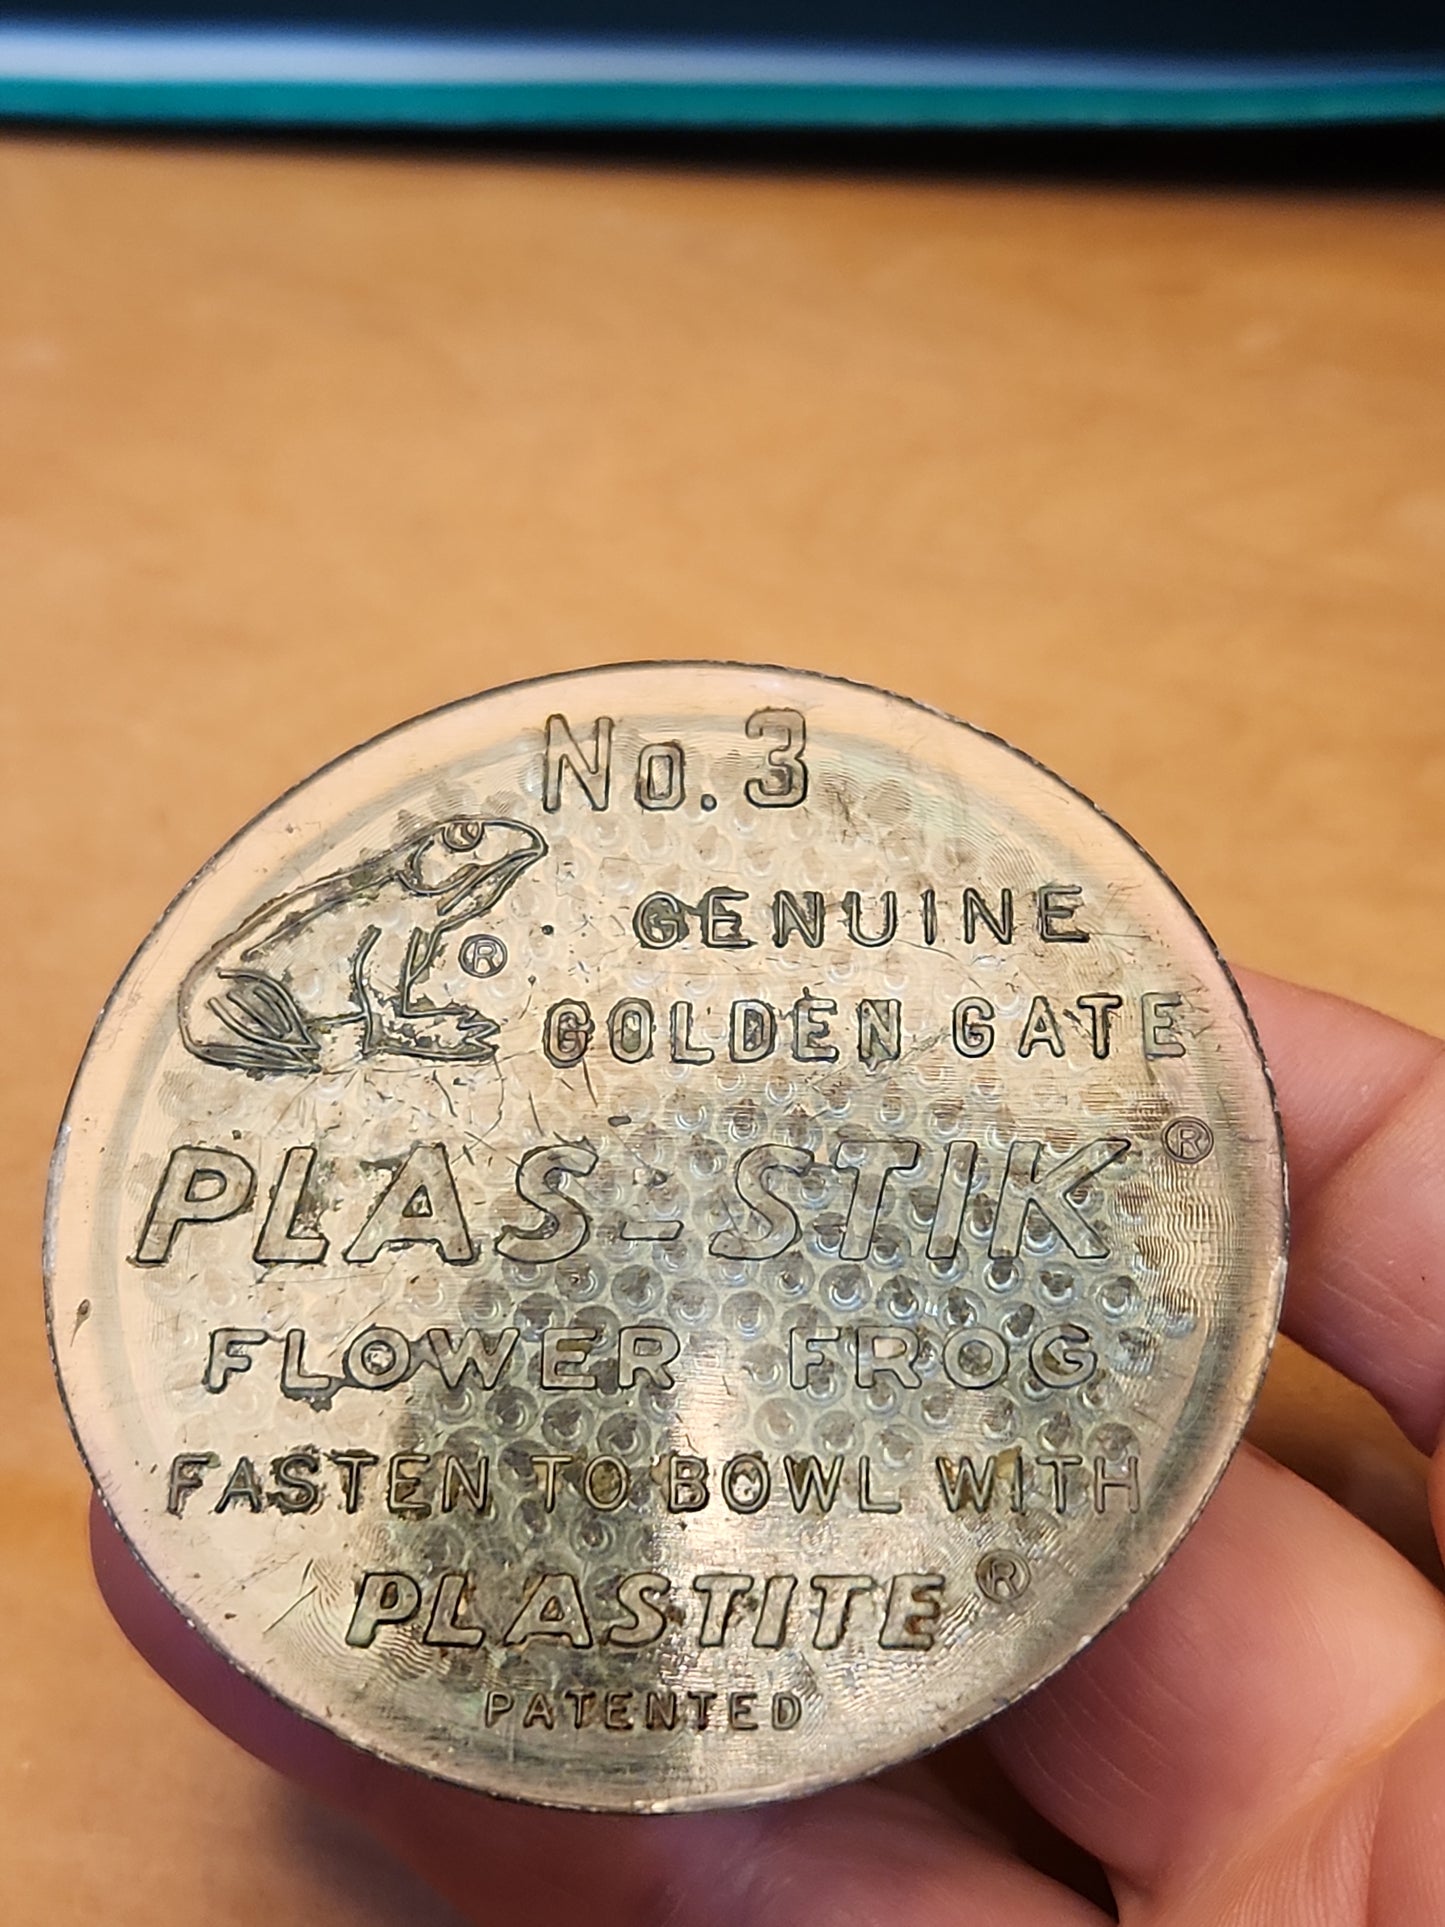 No. 3
®
GENUINE
GOLDEN GATE
PLAS-STIK®
FLOWER FROG
FASTEN TO BOWL WITH
PLASTITE®
PATENTED